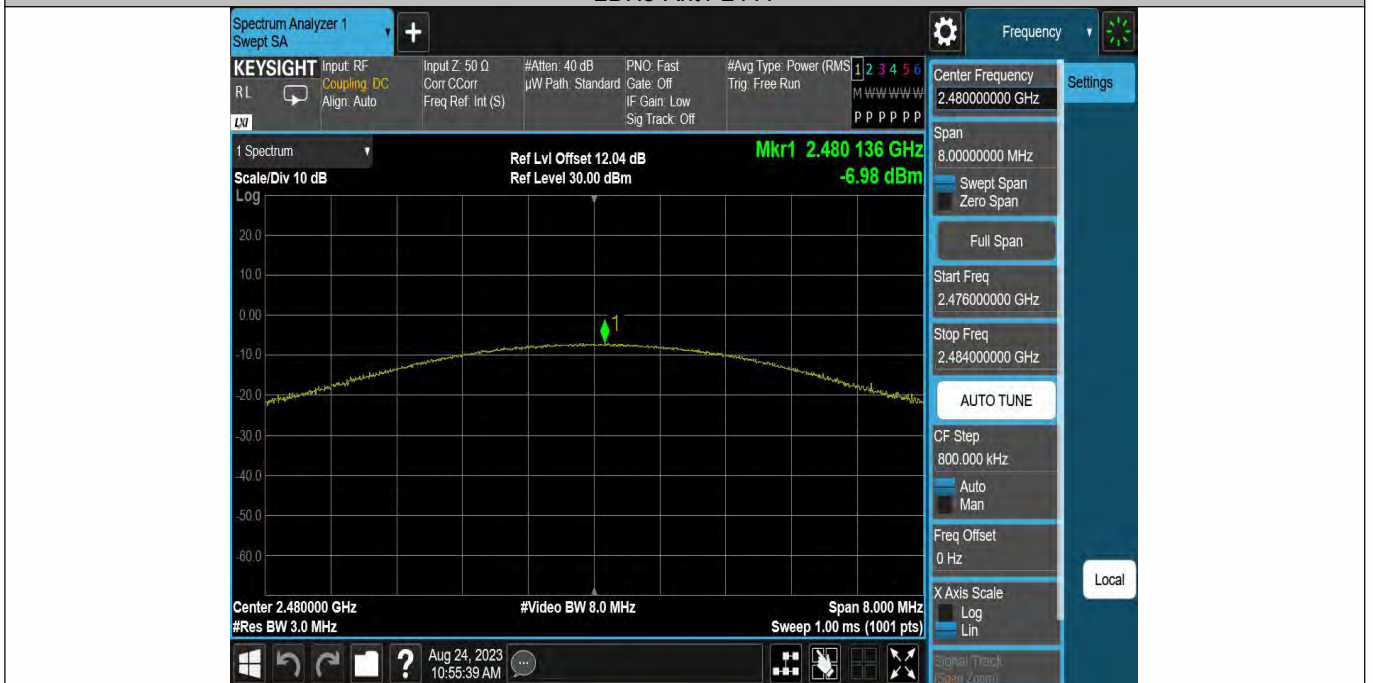 Spectrum Analyzer 1
Swept SA
+
Frequency
KEYSIGHT
RL
LXI
Input: RF
Coupling: DC
Align: Auto
Input Z: 50 Ω
Corr CCorr
Freq Ref: Int (S)
#Atten: 40 dB
µW Path: Standard
PNO: Fast
Gate: Off
IF Gain: Low
Sig Track: Off
#Avg Type: Power (RMS
Trig: Free Run
1 2 3 4 5 6
M W W W W W
P P P P P P
Center Frequency
2.480000000 GHz
Settings
1 Spectrum
Scale/Div 10 dB
Ref Lvl Offset 12.04 dB
Ref Level 30.00 dBm
Mkr1 2.480 136 GHz
-6.98 dBm
Log
20.0
10.0
0.00
-10.0
-20.0
-30.0
-40.0
-50.0
-60.0
1
Span
8.00000000 MHz
Swept Span
Zero Span
Full Span
Start Freq
2.476000000 GHz
Stop Freq
2.484000000 GHz
AUTO TUNE
CF Step
800.000 kHz
Auto
Man
Freq Offset
0 Hz
X Axis Scale
Log
Lin
Signal Track
(Span Zoom)
Local
Center 2.480000 GHz
#Res BW 3.0 MHz
#Video BW 8.0 MHz
Span 8.000 MHz
Sweep 1.00 ms (1001 pts)
?
Aug 24, 2023
10:55:39 AM